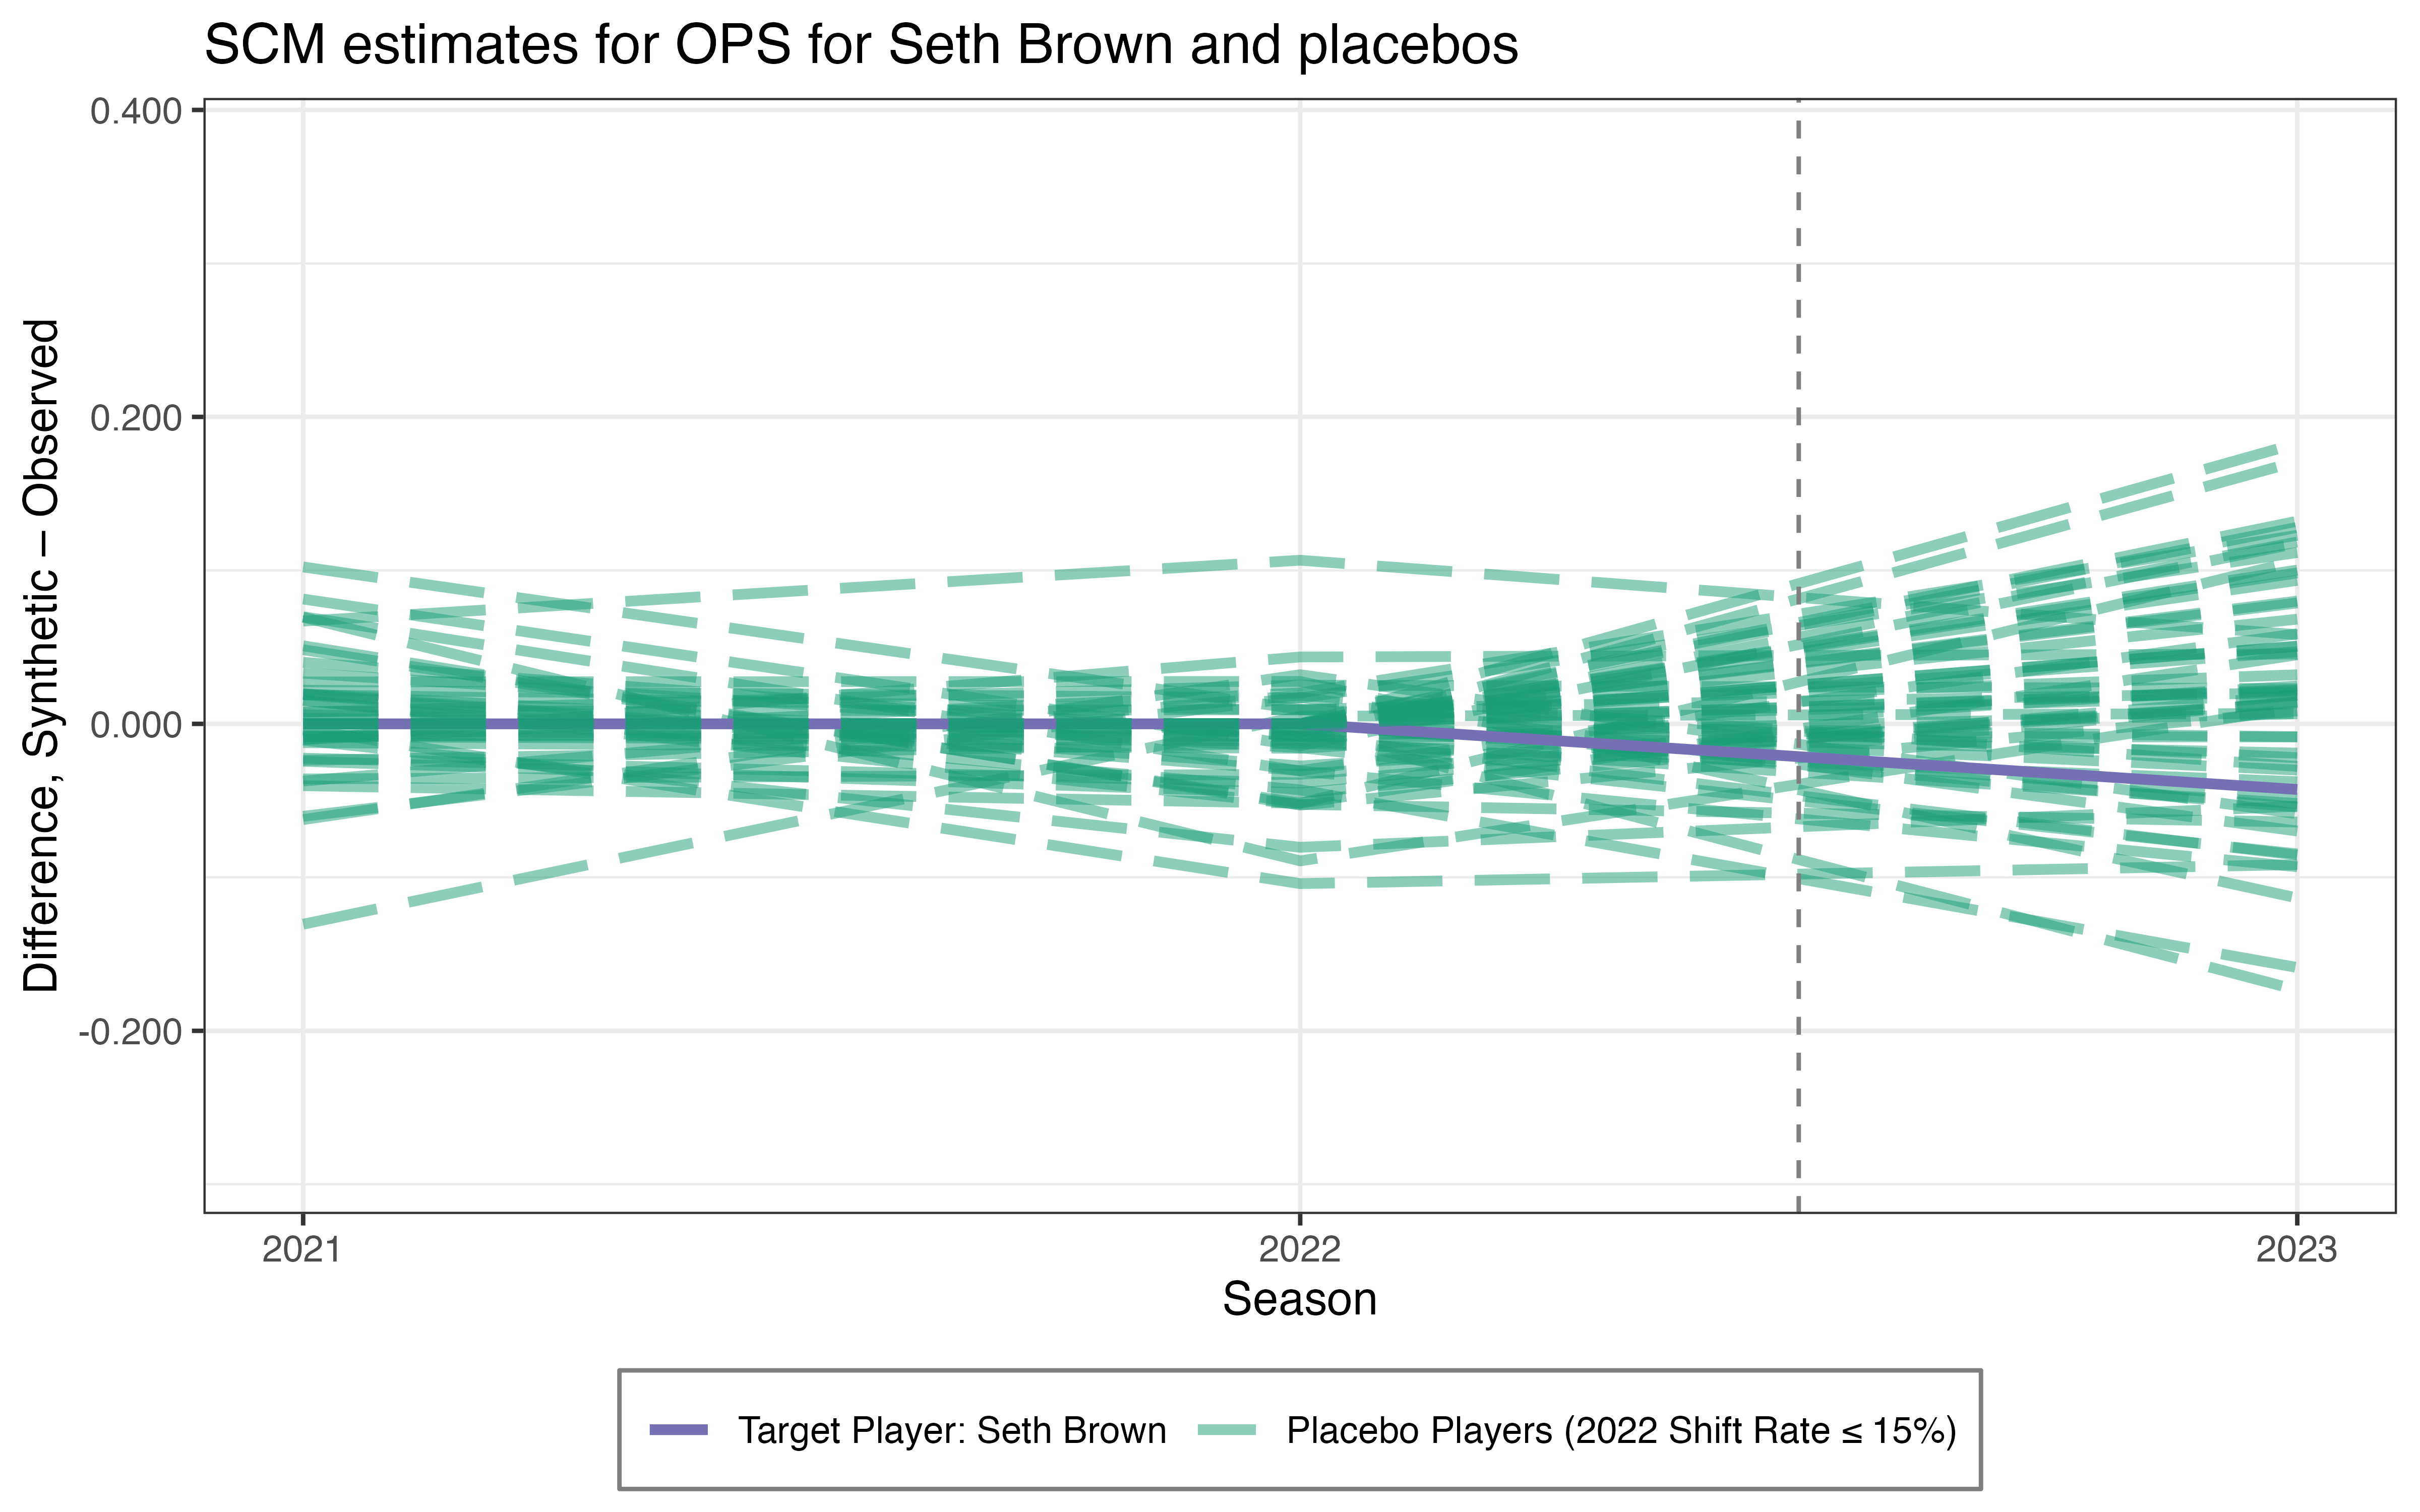 SCM estimates for OPS for Seth Brown and placebos
Difference, Synthetic – Observed
0.400
0.200
0.000
-0.200
2021
2022
2023
Season
Target Player: Seth Brown
Placebo Players (2022 Shift Rate ≤ 15%)